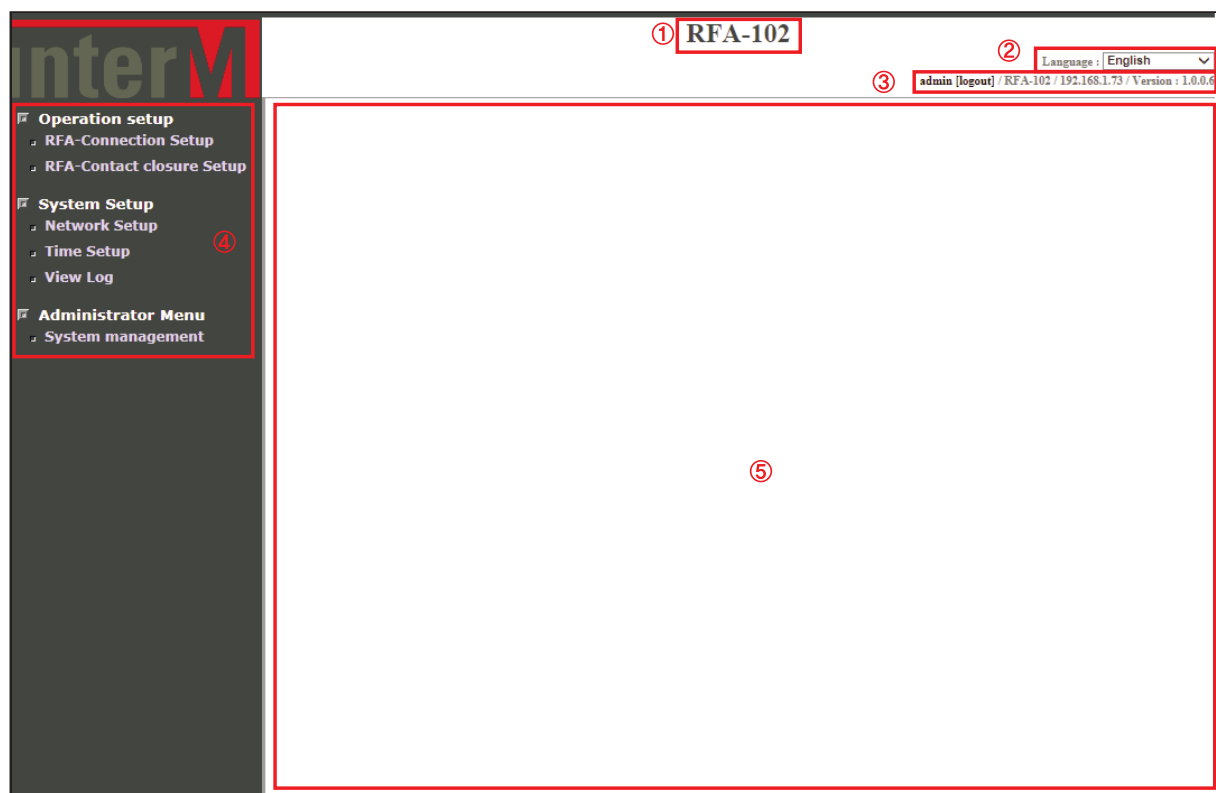 inter M
① RFA-102
②
Language : English
③ admin [logout] / RFA-102 / 192.168.1.73 / Version : 1.0.0.6
Operation setup
RFA-Connection Setup
RFA-Contact closure Setup
System Setup
Network Setup
④
Time Setup
View Log
Administrator Menu
System management
⑤